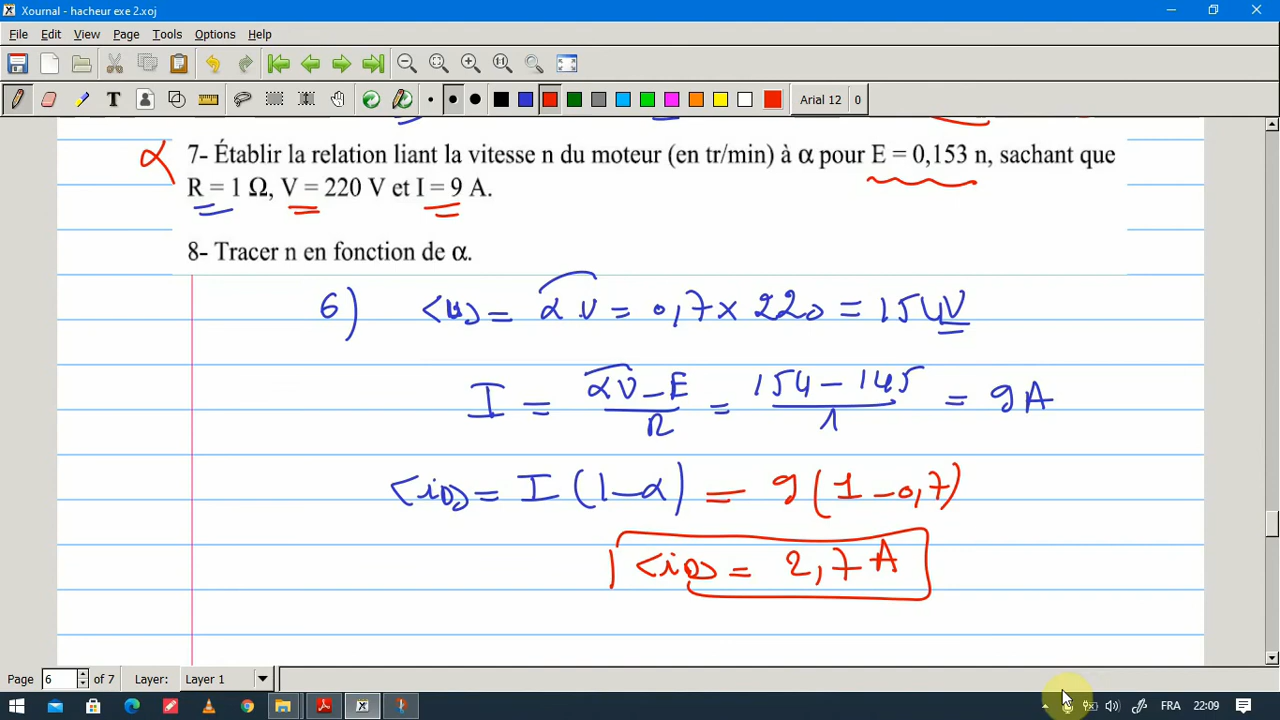 Xournal - hacheur exe 2.xoj
File Edit View Page Tools Options Help
T Arial 12 0
α 7- Établir la relation liant la vitesse n du moteur (en tr/min) à α pour E = 0,153 n, sachant que
R = 1 Ω, V = 220 V et I = 9 A.
8- Tracer n en fonction de α.
6) <u> = αV = 0,7 x 220 = 154V
I = αV - E / R = 154 - 145 / 1 = 9 A
<iD> = I (1 - α) = 9 (1 - 0,7)
<iD> = 2,7 A
Page 6 of 7 Layer: Layer 1
FRA 22:09